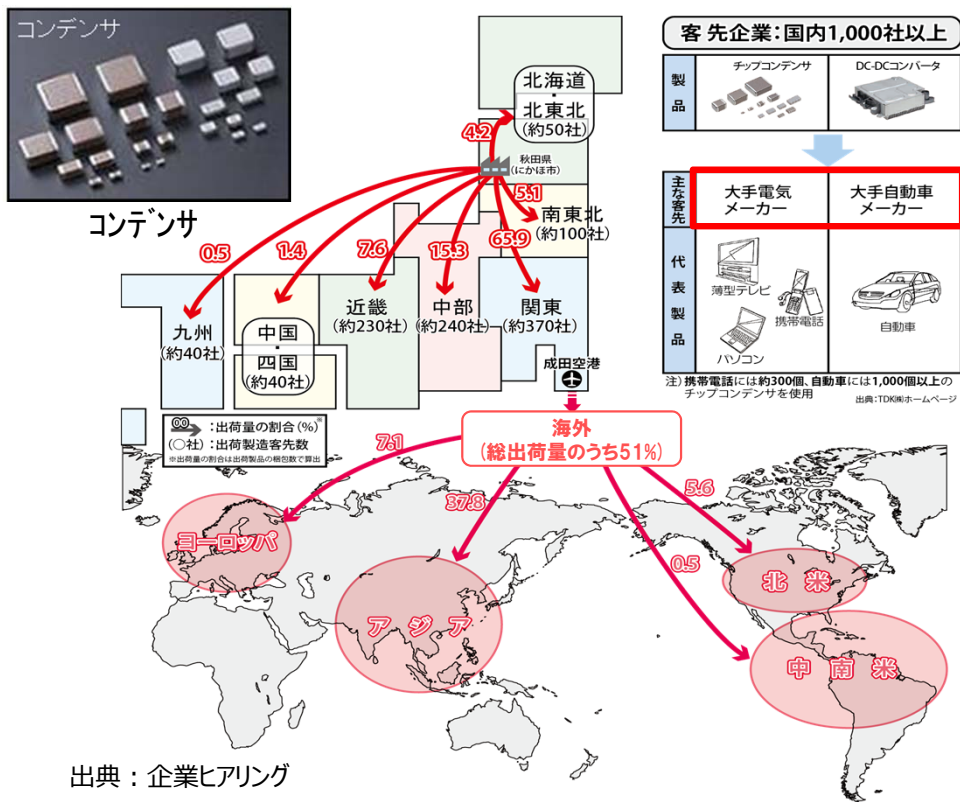 コンデンサ
コンデンサ
北海道
・
北東北
(約50社)
4.2
秋田県
(にかほ市)
5.1
南東北
(約100社)
0.5
1.4
7.6
15.3
65.9
九州
(約40社)
中国
・
四国
(約40社)
近畿
(約230社)
中部
(約240社)
関東
(約370社)
成田空港
00 :出荷量の割合(%)※
(○社):出荷製造客先数
※出荷量の割合は出荷製品の梱包数で算出
客先企業:国内1,000社以上
製品
チップコンデンサ
DC-DCコンバータ
主な客先
大手電気
メーカー
大手自動車
メーカー
代表製品
薄型テレビ
携帯電話
パソコン
自動車
注)携帯電話には約300個、自動車には1,000個以上の
チップコンデンサを使用
出典:TDK㈱ホームページ
海外
(総出荷量のうち51%)
7.1
37.8
5.6
0.5
ヨーロッパ
アジア
北米
中南米
出典：企業ヒアリング